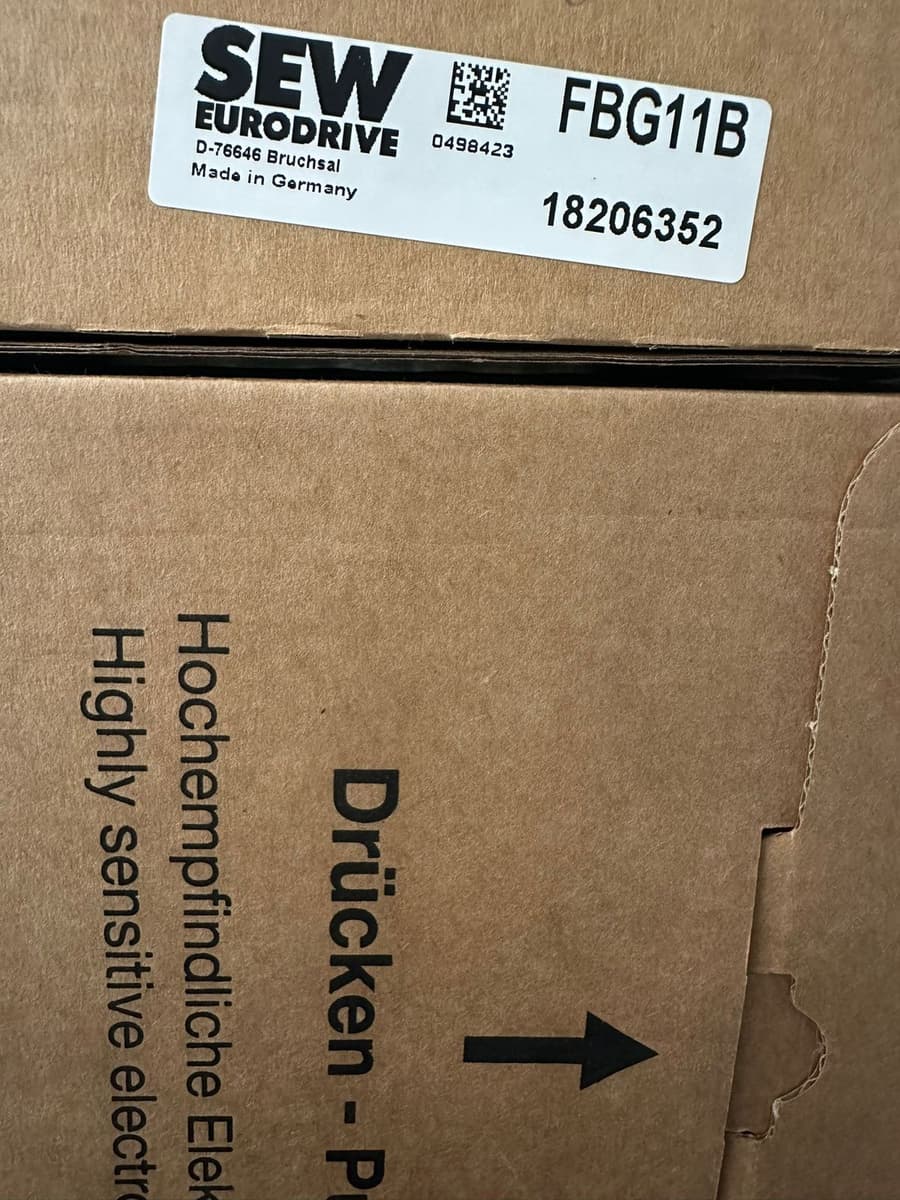 SEW
EURODRIVE
D-76646 Bruchsal
Made in Germany
0498423
FBG11B
18206352
Drücken -
Hochempfindliche
Highly sensitive